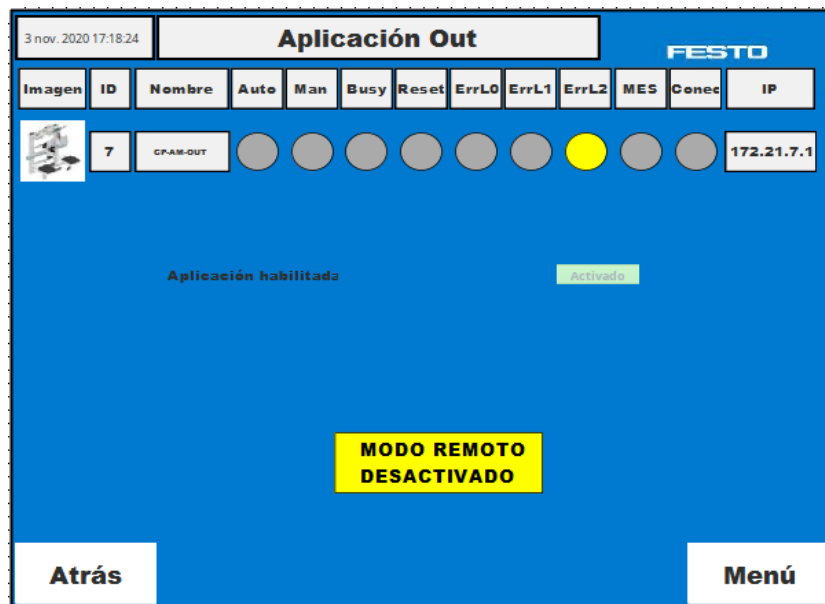 3 nov. 2020 17:18:24
Aplicación Out
FESTO
Imagen ID Nombre Auto Man Busy Reset ErrL0 ErrL1 ErrL2 MES Conec IP
7 CP-AM-OUT 172.21.7.1
Aplicación habilitada Activado
MODO REMOTO
DESACTIVADO
Atrás Menú